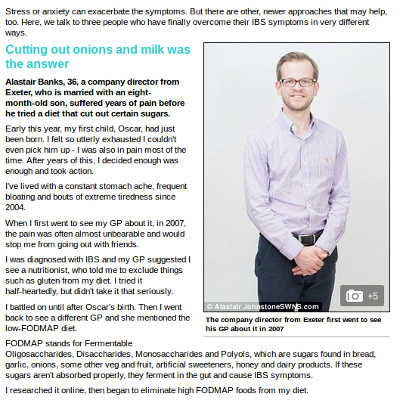 Stress or anxiety can exacerbate the symptoms. But there are other, newer approaches that may help,
too. Here, we talk to three people who have finally overcome their IBS symptoms in very different
ways.
Cutting out onions and milk was
the answer
Alastair Banks, 36, a company director from
Exeter, who is married with an eight-
month-old son, suffered years of pain before
he tried a diet that cut out certain sugars.
Early this year, my first child, Oscar, had just
been born. I felt so utterly exhausted I couldn't
even pick him up - I was also in pain most of the
time. After years of this, I decided enough was
enough and took action.
I've lived with a constant stomach ache, frequent
bloating and bouts of extreme tiredness since
2004.
When I first went to see my GP about it, in 2007,
the pain was often almost unbearable and would
stop me from going out with friends.
I was diagnosed with IBS and my GP suggested I
see a nutritionist, who told me to exclude things
such as gluten from my diet. I tried it
half-heartedly, but didn't take it that seriously.
I battled on until after Oscar's birth. Then I went
back to see a different GP and she mentioned the
low-FODMAP diet.
© Alastair JohnstoneSWNS.com
+5
The company director from Exeter first went to see
his GP about it in 2007
FODMAP stands for Fermentable
Oligosaccharides, Disaccharides, Monosaccharides and Polyols, which are sugars found in bread,
garlic, onions, some other veg and fruit, artificial sweeteners, honey and dairy products. If these
sugars aren't absorbed properly, they ferment in the gut and cause IBS symptoms.
I researched it online, then began to eliminate high FODMAP foods from my diet.